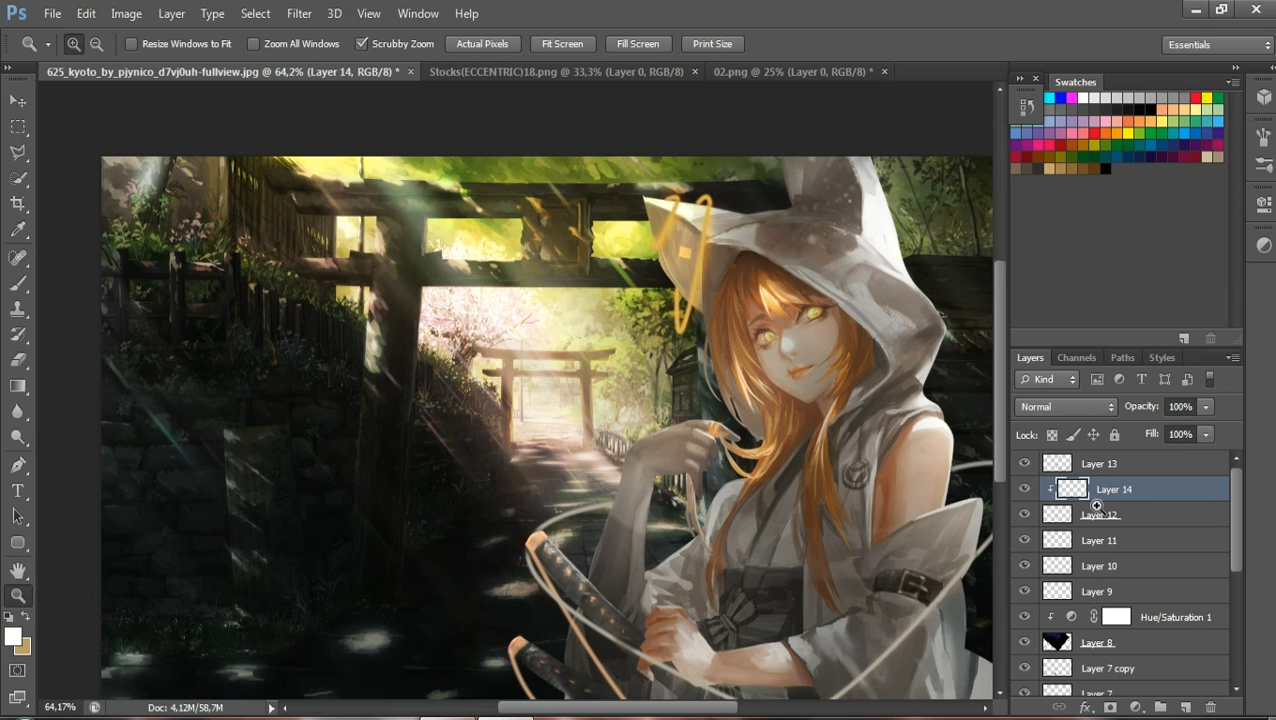 Ps File Edit Image Layer Type Select Filter 3D View Window Help
Resize Windows to Fit Zoom All Windows Scrubby Zoom Actual Pixels Fit Screen Fill Screen Print Size Essentials
625_kyoto_by_pjynico_d7vj0uh-fullview.jpg @ 64,2% (Layer 14, RGB/8) * × Stocks(ECCENTRIC)18.png @ 33,3% (Layer 0, RGB/8) × 02.png @ 25% (Layer 0, RGB/8) * ×
Swatches
Layers Channels Paths Styles
Kind
Normal Opacity: 100%
Lock: Fill: 100%
Layer 13
Layer 14
Layer 12
Layer 11
Layer 10
Layer 9
Hue/Saturation 1
Layer 8
Layer 7 copy
Layer 7
64,17% Doc: 4,12M/58,7M